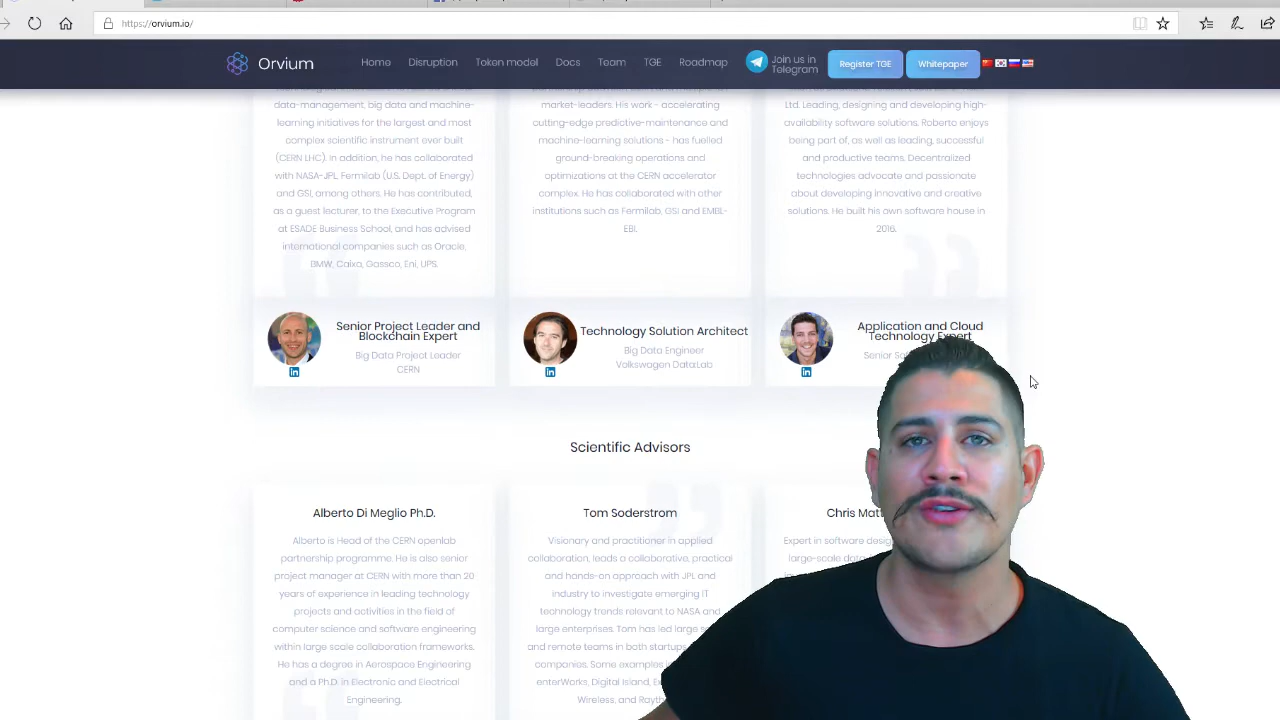 https://orvium.io/
Orvium
Home
Disruption
Token model
Docs
Team
TGE
Roadmap
Join us in
Telegram
Register TGE
Whitepaper
data-management, big data and machine-
learning initiatives for the largest and most
complex scientific instrument ever built
(CERN LHC). In addition, he has collaborated
with NASA-JPL, Fermilab (U.S. Dept. of Energy)
and GSI, among others. He has contributed,
as a guest lecturer, to the Executive Program
at ESADE Business School, and has advised
international companies such as Oracle,
BMW, Caixa, Gassco, Eni, UPS.
Senior Project Leader and
Blockchain Expert
Big Data Project Leader
CERN
market-leaders. His work - accelerating
cutting-edge predictive-maintenance and
machine-learning solutions - has fuelled
ground-breaking operations and
optimizations at the CERN accelerator
complex. He has collaborated with other
institutions such as Fermilab, GSI and EMBL-
EBI.
Technology Solution Architect
Big Data Engineer
Volkswagen Data:Lab
Ltd. Leading, designing and developing high-
availability software solutions. Roberto enjoys
being part of, as well as leading, successful
and productive teams. Decentralized
technologies advocate and passionate
about developing innovative and creative
solutions. He built his own software house in
2016.
Application and Cloud
Technology Expert
Senior
Scientific Advisors
Alberto Di Meglio Ph.D.
Alberto is Head of the CERN openlab
partnership programme. He is also senior
project manager at CERN with more than 20
years of experience in leading technology
projects and activities in the field of
computer science and software engineering
within large scale collaboration frameworks.
He has a degree in Aerospace Engineering
and a Ph.D. in Electronic and Electrical
Engineering.
Tom Soderstrom
Visionary and practitioner in applied
collaboration, leads a collaborative, practical
and hands-on approach with JPL and
industry to investigate emerging IT
technology trends relevant to NASA and
large enterprises. Tom has led large
and remote teams in both startups
companies. Some examples
enterWorks, Digital Island,
Wireless, and
Chris
Expert in software
large-scale